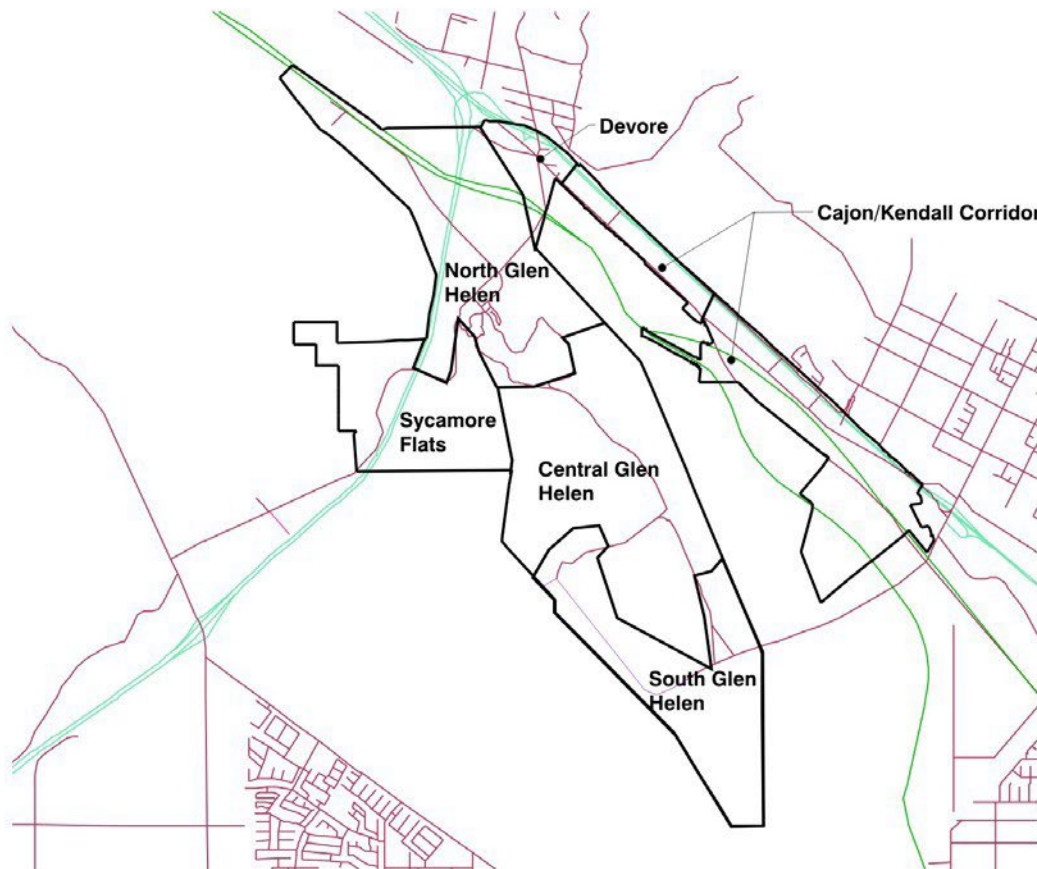 Devore
Cajon/Kendall Corridor
North Glen
Helen
Sycamore
Flats
Central Glen
Helen
South Glen
Helen